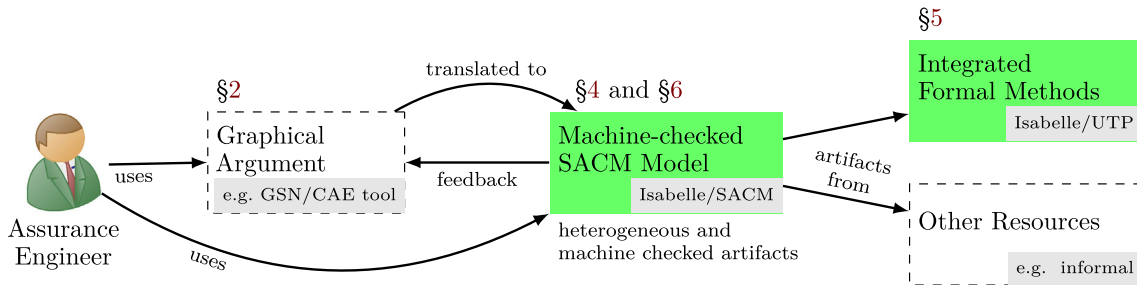 §5
Integrated
Formal Methods
Isabelle/UTP
translated to
§2
§4 and §6
Graphical
Argument
e.g. GSN/CAE tool
Machine-checked
SACM Model
Isabelle/SACM
uses
feedback
artifacts
from
Assurance
Engineer
uses
heterogeneous and
machine checked artifacts
Other Resources
e.g. informal